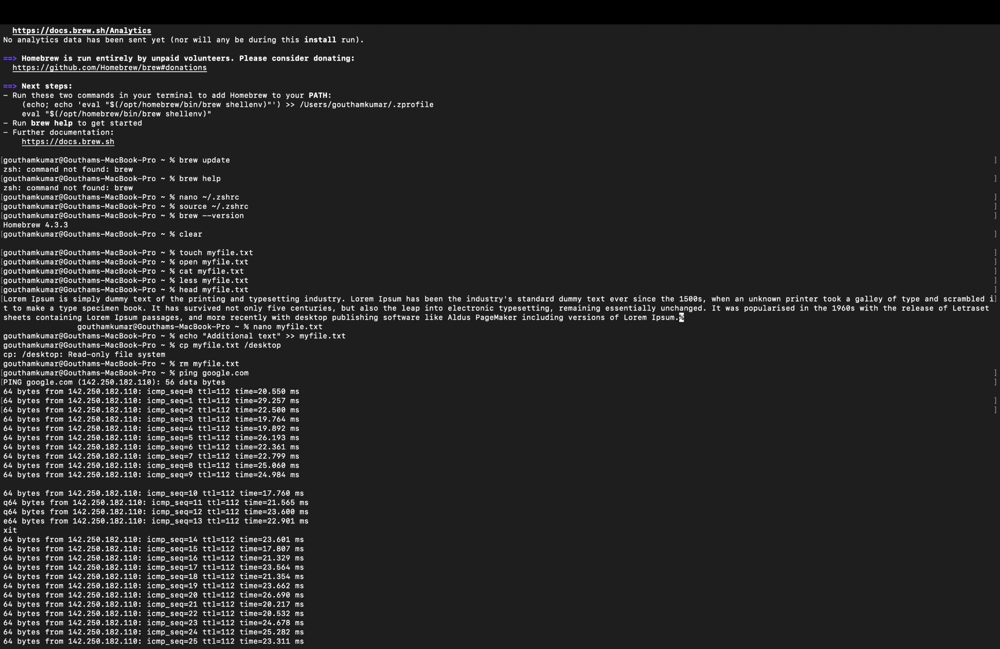 https://docs.brew.sh/Analytics
No analytics data has been sent yet (nor will any be during this install run).
==> Homebrew is run entirely by unpaid volunteers. Please consider donating:
https://github.com/Homebrew/brew#donations
==> Next steps:
- Run these two commands in your terminal to add Homebrew to your PATH:
(echo; echo 'eval "$(/opt/homebrew/bin/brew shellenv)"') >> /Users/gouthamkumar/.zprofile
eval "$(/opt/homebrew/bin/brew shellenv)"
- Run brew help to get started
- Further documentation:
https://docs.brew.sh
[gouthamkumar@Gouthams-MacBook-Pro ~ % brew update ]
zsh: command not found: brew
[gouthamkumar@Gouthams-MacBook-Pro ~ % brew help ]
zsh: command not found: brew
[gouthamkumar@Gouthams-MacBook-Pro ~ % nano ~/.zshrc ]
[gouthamkumar@Gouthams-MacBook-Pro ~ % source ~/.zshrc ]
[gouthamkumar@Gouthams-MacBook-Pro ~ % brew --version ]
Homebrew 4.3.3
[gouthamkumar@Gouthams-MacBook-Pro ~ % clear ]
[gouthamkumar@Gouthams-MacBook-Pro ~ % touch myfile.txt ]
[gouthamkumar@Gouthams-MacBook-Pro ~ % open myfile.txt ]
[gouthamkumar@Gouthams-MacBook-Pro ~ % cat myfile.txt ]
[gouthamkumar@Gouthams-MacBook-Pro ~ % less myfile.txt ]
[gouthamkumar@Gouthams-MacBook-Pro ~ % head myfile.txt ]
[Lorem Ipsum is simply dummy text of the printing and typesetting industry. Lorem Ipsum has been the industry's standard dummy text ever since the 1500s, when an unknown printer took a galley of type and scrambled i]
t to make a type specimen book. It has survived not only five centuries, but also the leap into electronic typesetting, remaining essentially unchanged. It was popularised in the 1960s with the release of Letraset
sheets containing Lorem Ipsum passages, and more recently with desktop publishing software like Aldus PageMaker including versions of Lorem Ipsum.%
gouthamkumar@Gouthams-MacBook-Pro ~ % nano myfile.txt
gouthamkumar@Gouthams-MacBook-Pro ~ % echo "Additional text" >> myfile.txt
gouthamkumar@Gouthams-MacBook-Pro ~ % cp myfile.txt /desktop
cp: /desktop: Read-only file system
gouthamkumar@Gouthams-MacBook-Pro ~ % rm myfile.txt
[gouthamkumar@Gouthams-MacBook-Pro ~ % ping google.com ]
[PING google.com (142.250.182.110): 56 data bytes ]
64 bytes from 142.250.182.110: icmp_seq=0 ttl=112 time=20.550 ms
[64 bytes from 142.250.182.110: icmp_seq=1 ttl=112 time=29.257 ms ]
[64 bytes from 142.250.182.110: icmp_seq=2 ttl=112 time=22.500 ms ]
64 bytes from 142.250.182.110: icmp_seq=3 ttl=112 time=19.764 ms
64 bytes from 142.250.182.110: icmp_seq=4 ttl=112 time=19.892 ms
64 bytes from 142.250.182.110: icmp_seq=5 ttl=112 time=26.193 ms
64 bytes from 142.250.182.110: icmp_seq=6 ttl=112 time=22.361 ms
64 bytes from 142.250.182.110: icmp_seq=7 ttl=112 time=22.799 ms
64 bytes from 142.250.182.110: icmp_seq=8 ttl=112 time=25.060 ms
64 bytes from 142.250.182.110: icmp_seq=9 ttl=112 time=24.984 ms
64 bytes from 142.250.182.110: icmp_seq=10 ttl=112 time=17.760 ms
q64 bytes from 142.250.182.110: icmp_seq=11 ttl=112 time=21.565 ms
q64 bytes from 142.250.182.110: icmp_seq=12 ttl=112 time=23.600 ms
e64 bytes from 142.250.182.110: icmp_seq=13 ttl=112 time=22.901 ms
xit
64 bytes from 142.250.182.110: icmp_seq=14 ttl=112 time=23.601 ms
64 bytes from 142.250.182.110: icmp_seq=15 ttl=112 time=17.807 ms
64 bytes from 142.250.182.110: icmp_seq=16 ttl=112 time=21.329 ms
64 bytes from 142.250.182.110: icmp_seq=17 ttl=112 time=23.564 ms
64 bytes from 142.250.182.110: icmp_seq=18 ttl=112 time=21.354 ms
64 bytes from 142.250.182.110: icmp_seq=19 ttl=112 time=23.662 ms
64 bytes from 142.250.182.110: icmp_seq=20 ttl=112 time=26.690 ms
64 bytes from 142.250.182.110: icmp_seq=21 ttl=112 time=20.217 ms
64 bytes from 142.250.182.110: icmp_seq=22 ttl=112 time=20.532 ms
64 bytes from 142.250.182.110: icmp_seq=23 ttl=112 time=24.678 ms
64 bytes from 142.250.182.110: icmp_seq=24 ttl=112 time=25.282 ms
64 bytes from 142.250.182.110: icmp_seq=25 ttl=112 time=23.311 ms